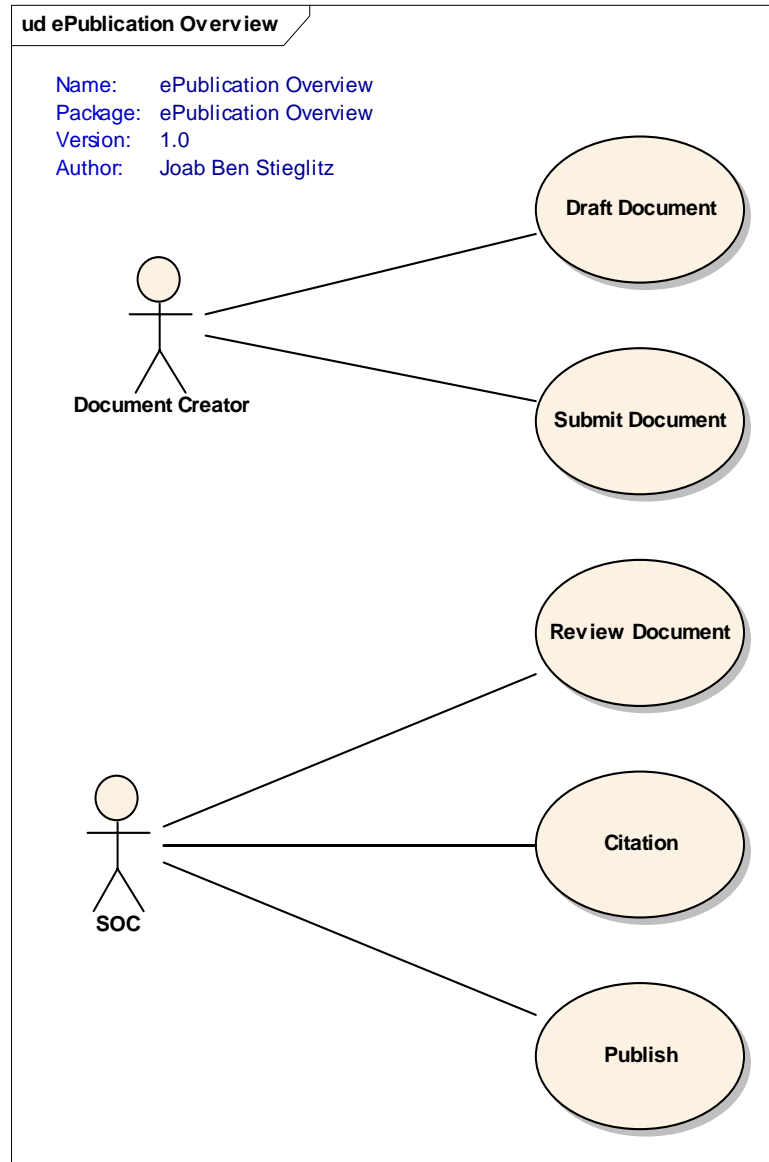 ud ePublication Overview
Name: ePublication Overview
Package: ePublication Overview
Version: 1.0
Author: Joab Ben Stieglitz
Draft Document
Document Creator
Submit Document
Review Document
Citation
SOC
Publish